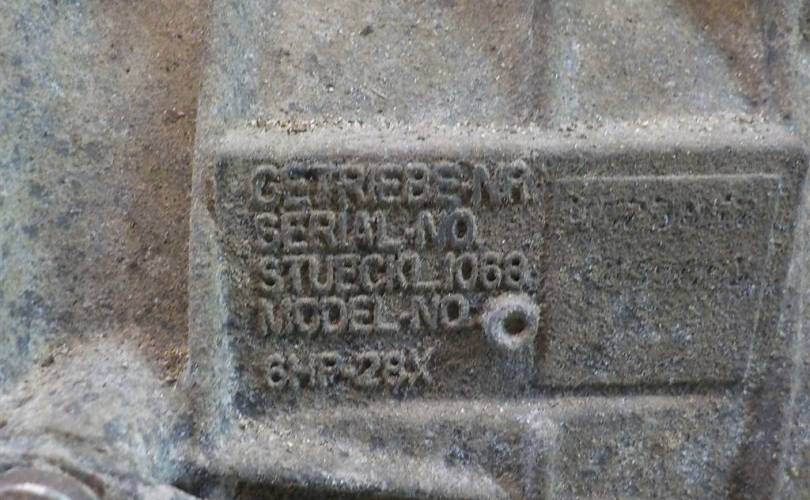 GETRIEBE-NR
SERIAL-NO.
STUECKL. 1068
MODEL-NO.
6HP-28X